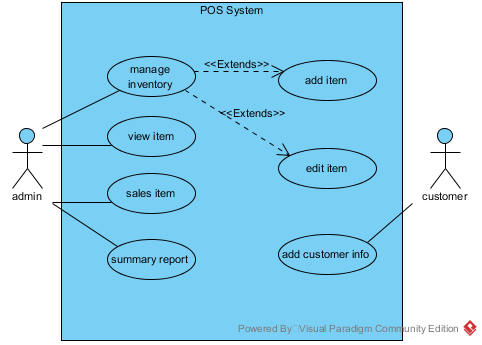 POS System
manage
inventory
<<Extends>>
add item
<<Extends>>
view item
edit item
admin
customer
sales item
summary report
add customer info
Powered By Visual Paradigm Community Edition